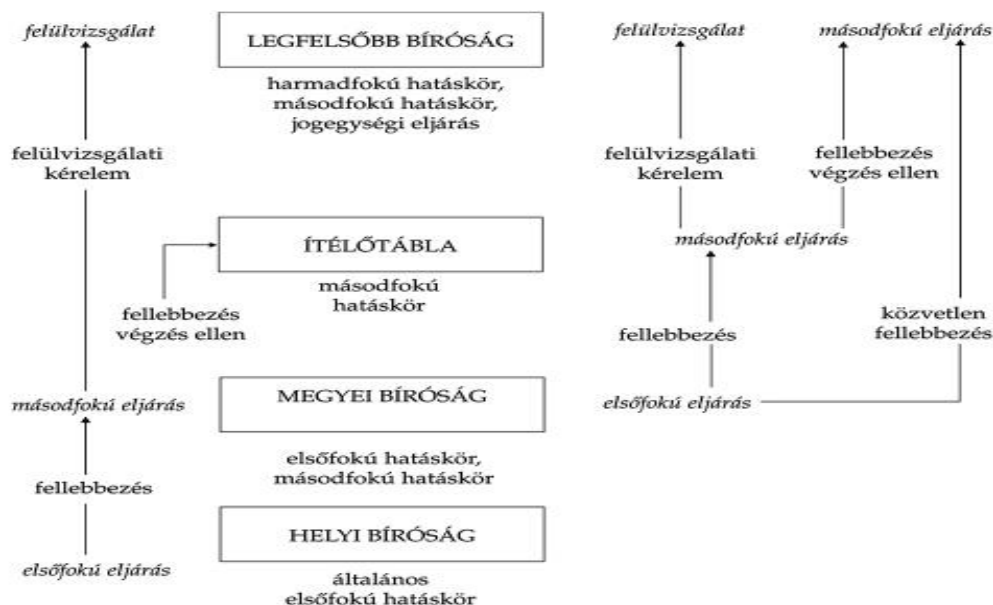 felülvizsgálat
LEGFELSŐBB BÍRÓSÁG
felülvizsgálat
másodfokú eljárás
harmadfokú hatáskör,
másodfokú hatáskör,
jogegységi eljárás
felülvizsgálati
kérelem
felülvizsgálati
kérelem
fellebbezés
végzés ellen
ÍTÉLŐTÁBLA
másodfokú eljárás
másodfokú
hatáskör
fellebbezés
végzés ellen
fellebbezés
közvetlen
fellebbezés
másodfokú eljárás
MEGYEI BÍRÓSÁG
elsőfokú eljárás
elsőfokú hatáskör,
másodfokú hatáskör
fellebbezés
HELYI BÍRÓSÁG
elsőfokú eljárás
általános
elsőfokú hatáskör